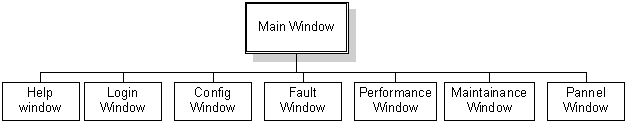 Main Window
Help
window
Login
Window
Config
Window
Fault
Window
Performance
Window
Maintainance
Window
Pannel
Window